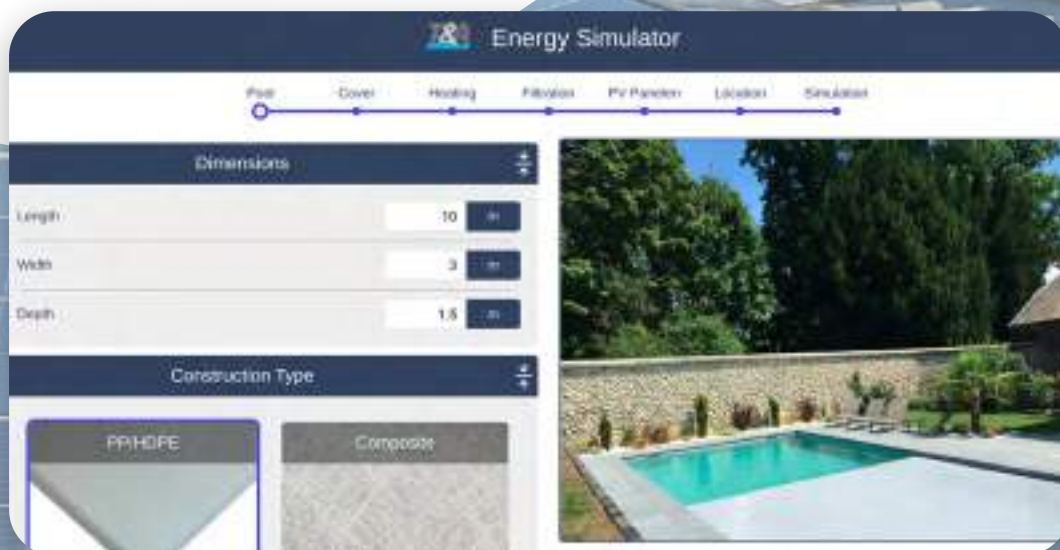 Energy Simulator
Pool Cover Heating Filtration PV Panelen Location Simulation
Dimensions
Length 10 m
Width 3 m
Depth 1.5 m
Construction Type
PP/HDPE Composite